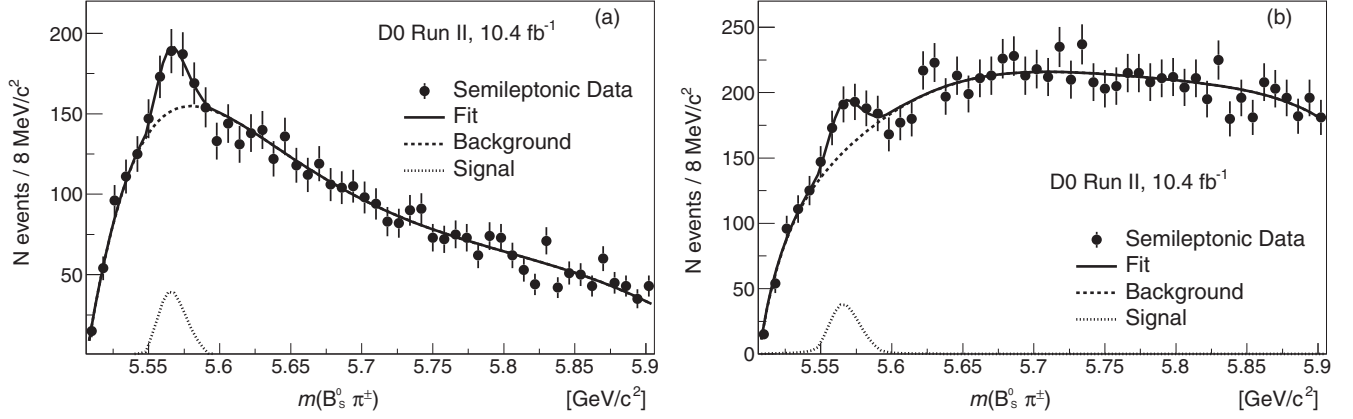 (a)
D0 Run II, 10.4 fb⁻¹
Semileptonic Data
Fit
Background
Signal
N events / 8 MeV/c²
200
150
100
50
5.55 5.6 5.65 5.7 5.75 5.8 5.85 5.9
m(B⁰ₛ π±) [GeV/c²]
(b)
D0 Run II, 10.4 fb⁻¹
Semileptonic Data
Fit
Background
Signal
N events / 8 MeV/c²
250
200
150
100
50
0
5.55 5.6 5.65 5.7 5.75 5.8 5.85 5.9
m(B⁰ₛ π±) [GeV/c²]